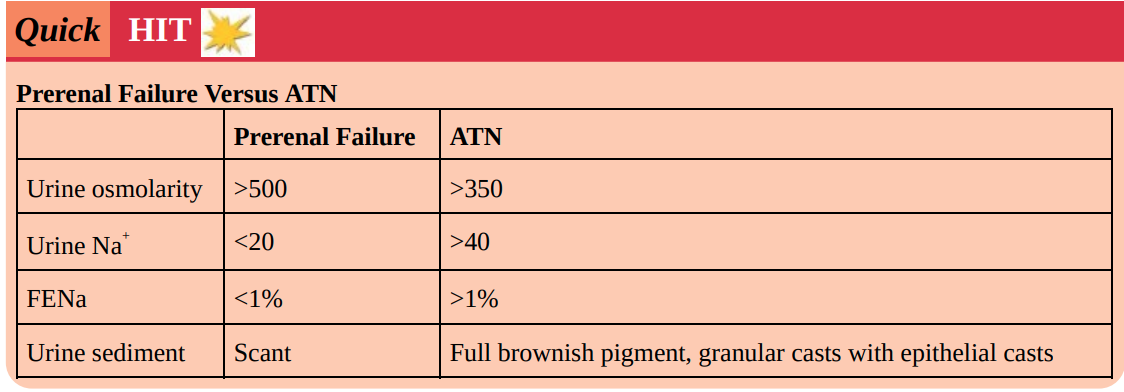 Quick HIT
Prerenal Failure Versus ATN
Prerenal Failure ATN
Urine osmolarity >500 >350
Urine Na⁺ <20 >40
FENa <1% >1%
Urine sediment Scant Full brownish pigment, granular casts with epithelial casts